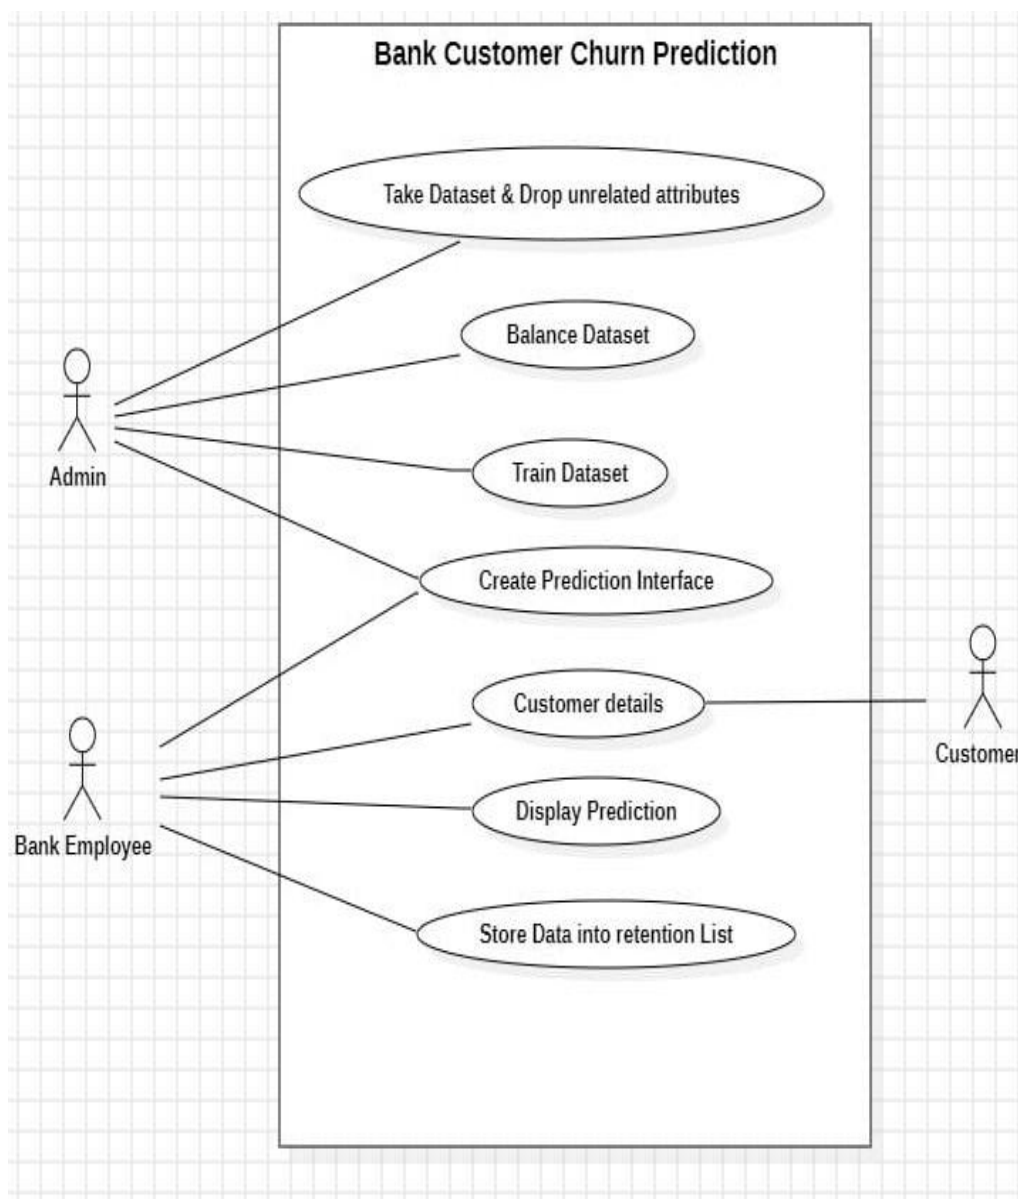 Bank Customer Churn Prediction
Take Dataset & Drop unrelated attributes
Balance Dataset
Admin
Train Dataset
Create Prediction Interface
Customer details
Customer
Display Prediction
Bank Employee
Store Data into retention List